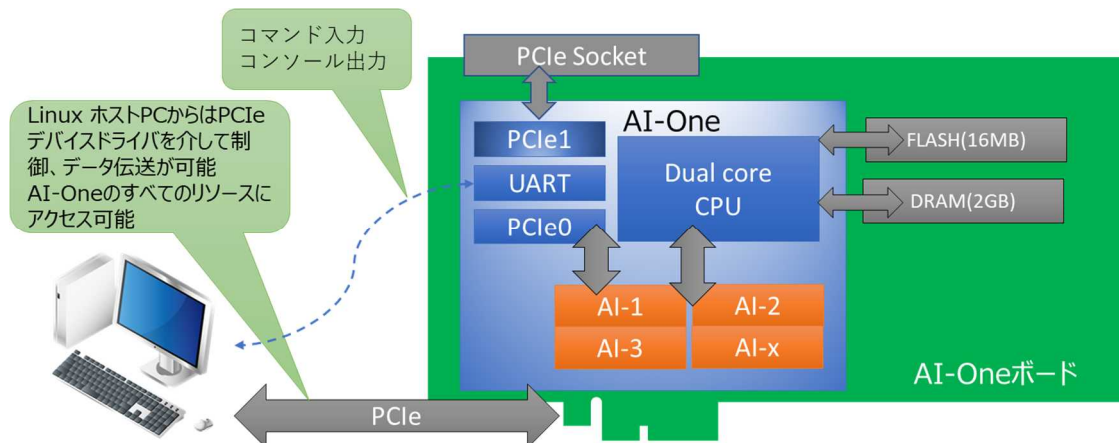 コマンド入力
コンソール出力
Linux ホストPCからはPCIe
デバイスドライバを介して制
御、データ伝送が可能
AI-Oneのすべてのリソースに
アクセス可能
PCIe Socket
AI-One
PCIe1
UART
PCIe0
Dual core
CPU
FLASH(16MB)
DRAM(2GB)
AI-1
AI-2
AI-3
AI-x
AI-Oneボード
PCIe